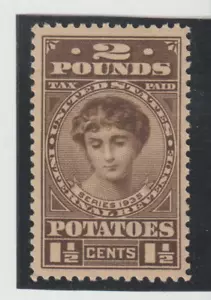 2
POUNDS
TAX PAID
UNITED STATES
SERIES 1935
INTERNAL REVENUE
POTATOES
1½ CENTS 1½